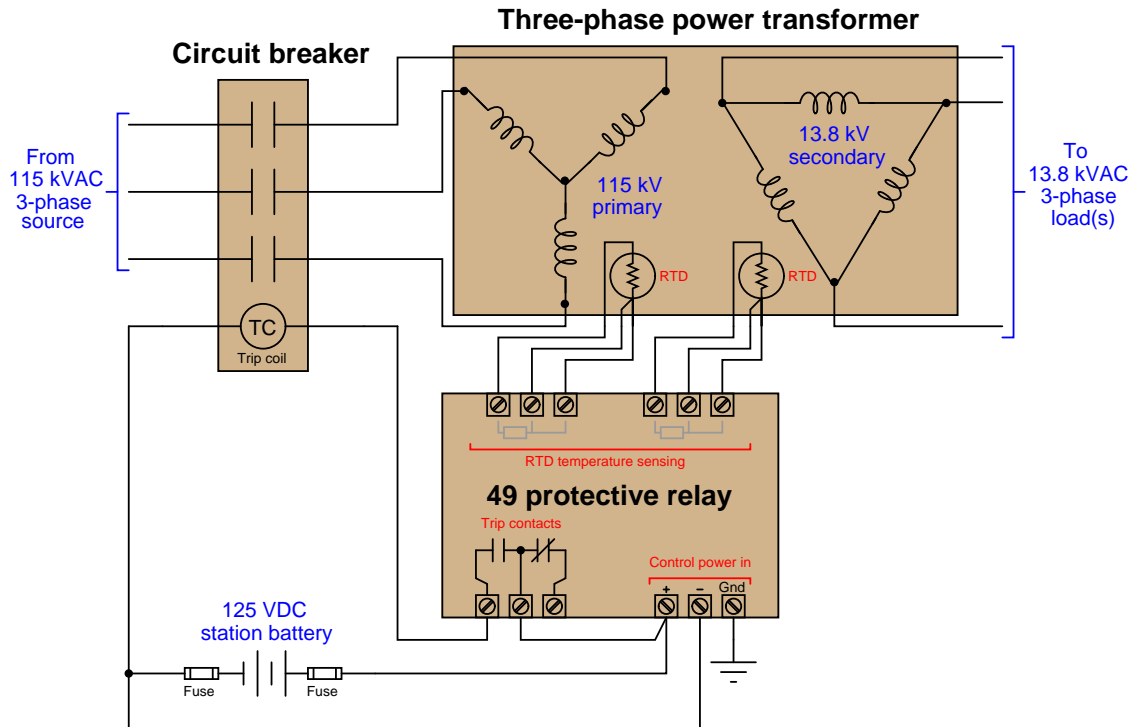 Three-phase power transformer
Circuit breaker
From
115 kVAC
3-phase
source
115 kV
primary
13.8 kV
secondary
To
13.8 kVAC
3-phase
load(s)
RTD
RTD
TC
Trip coil
RTD temperature sensing
49 protective relay
Trip contacts
Control power in
+
−
Gnd
125 VDC
station battery
Fuse
Fuse